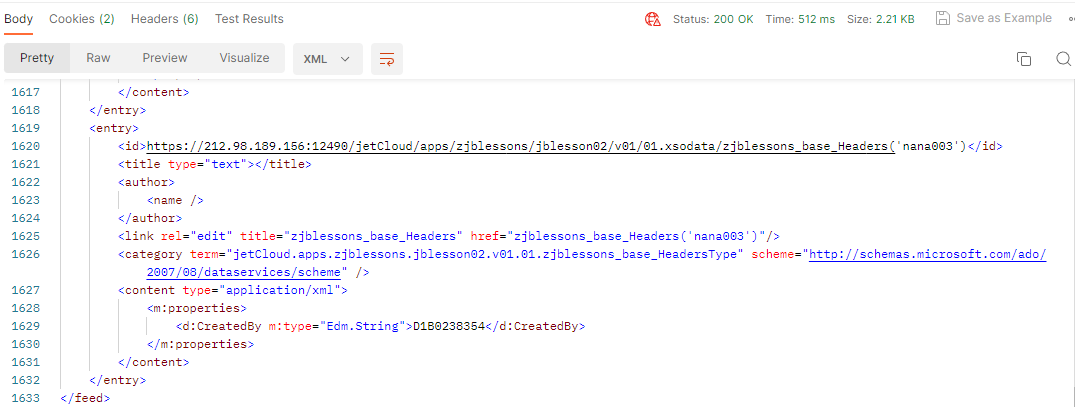 Body Cookies (2) Headers (6) Test Results Status: 200 OK Time: 512 ms Size: 2.21 KB Save as Example
Pretty Raw Preview Visualize XML
1617 </content>
1618 </entry>
1619 <entry>
1620 <id>https://212.98.189.156:12490/jetCloud/apps/zjblessons/jblesson02/v01/01.xsodata/zjblessons_base_Headers('nana003')</id>
1621 <title type="text"></title>
1622 <author>
1623 <name />
1624 </author>
1625 <link rel="edit" title="zjblessons_base_Headers" href="zjblessons_base_Headers('nana003')"/>
1626 <category term="jetCloud.apps.zjblessons.jblesson02.v01.01.zjblessons_base_HeadersType" scheme="http://schemas.microsoft.com/ado/
2007/08/dataservices/scheme" />
1627 <content type="application/xml">
1628 <m:properties>
1629 <d:CreatedBy m:type="Edm.String">D1B0238354</d:CreatedBy>
1630 </m:properties>
1631 </content>
1632 </entry>
1633 </feed>